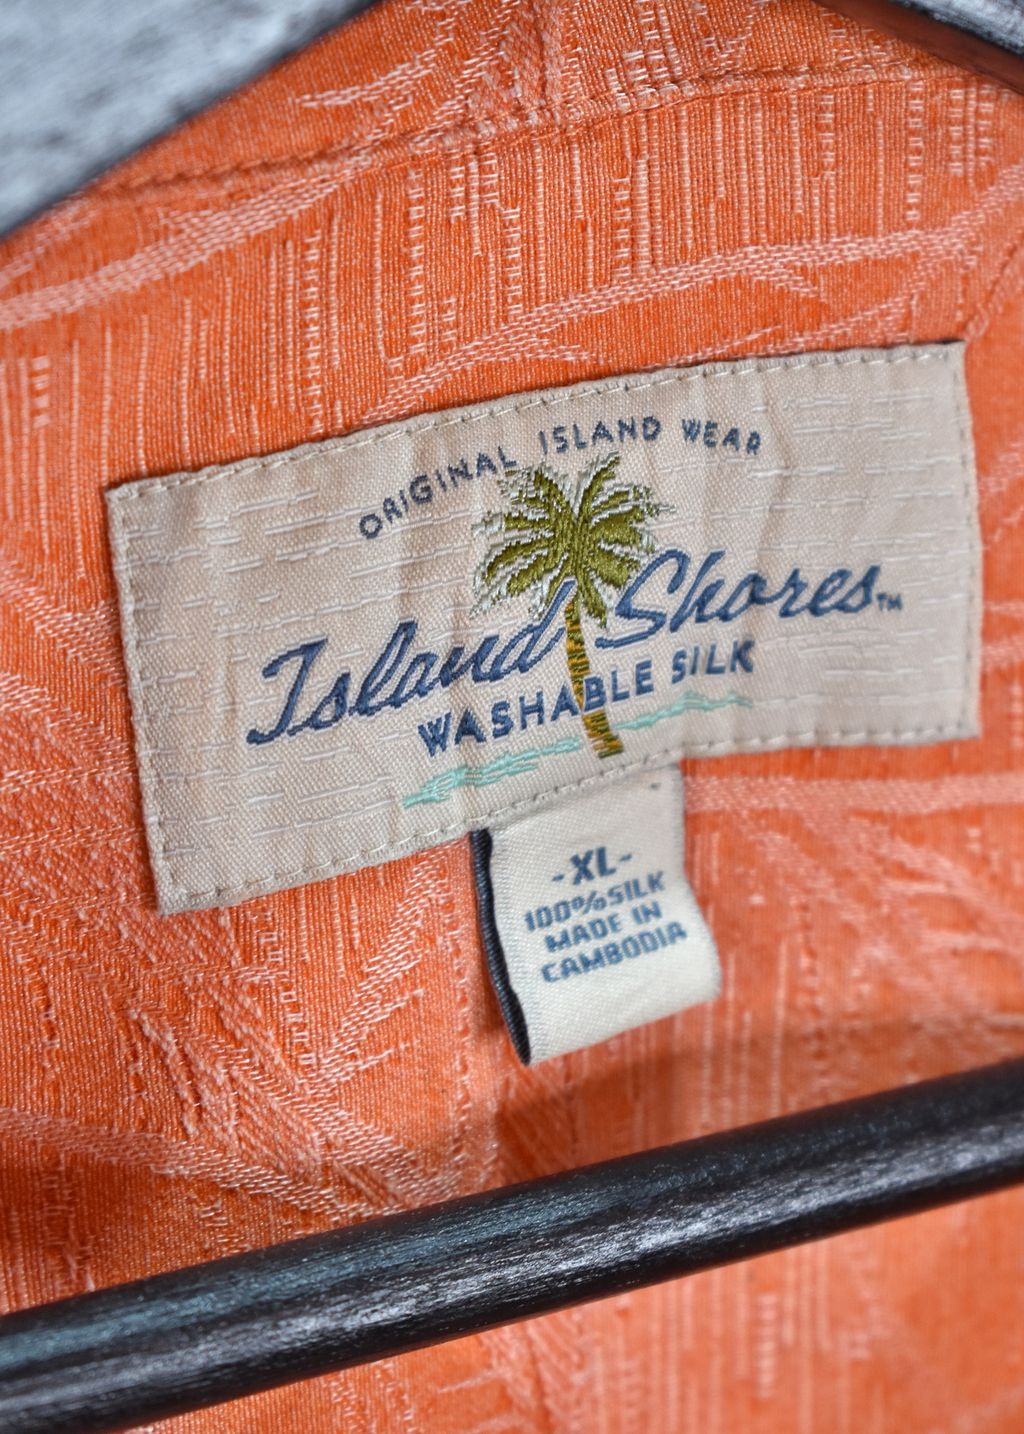 ORIGINAL ISLAND WEAR
Island Shores™
WASHABLE SILK
-XL-
100% SILK
MADE IN
CAMBODIA